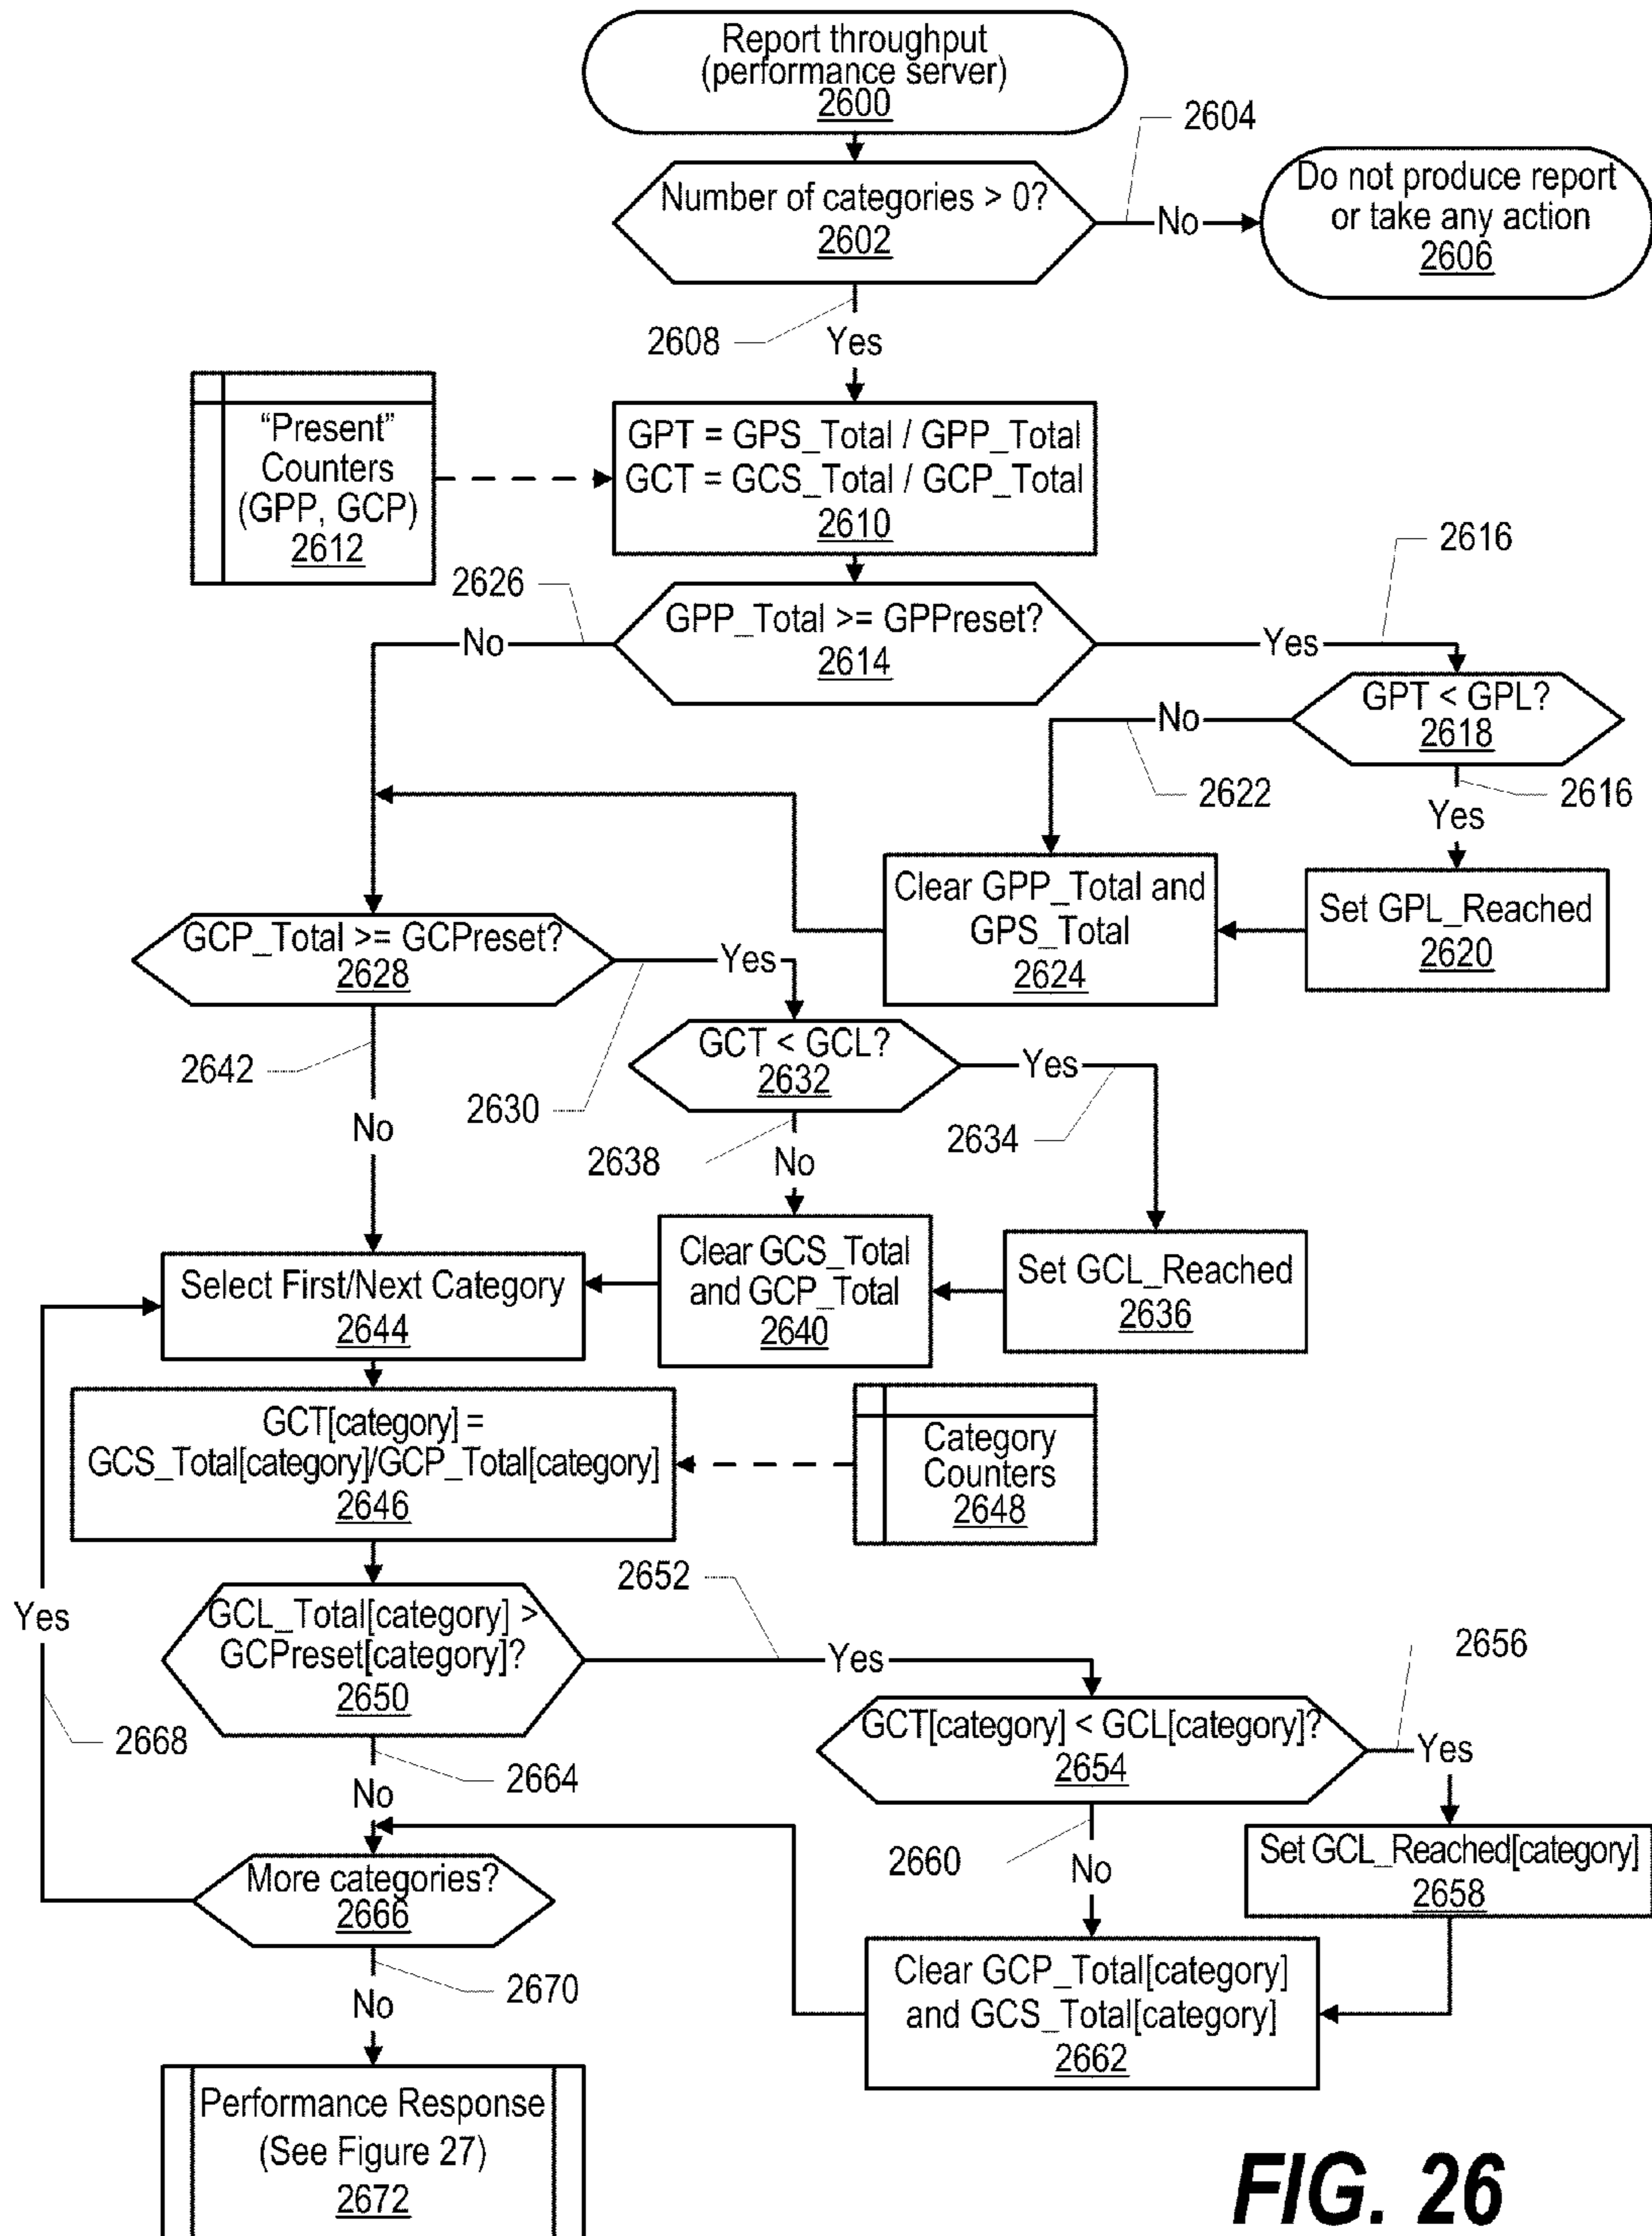 Report throughput
(performance server)
2600
2604
Number of categories > 0?
2602
No
Do not produce report
or take any action
2606
2608
Yes
"Present"
Counters
(GPP, GCP)
2612
GPT = GPS_Total / GPP_Total
GCT = GCS_Total / GCP_Total
2610
2616
2626
GPP_Total >= GPPreset?
2614
No
Yes
GPT < GPL?
2618
No
2622
2616
Yes
Clear GPP_Total and
GPS_Total
2624
Set GPL_Reached
2620
GCP_Total >= GCPreset?
2628
Yes
2642
2630
GCT < GCL?
2632
Yes
2634
No
2638
No
Clear GCS_Total
and GCP_Total
2640
Set GCL_Reached
2636
Select First/Next Category
2644
GCT[category] =
GCS_Total[category]/GCP_Total[category]
2646
Category
Counters
2648
2652
Yes
GCL_Total[category] >
GCPreset[category]?
2650
Yes
2656
GCT[category] < GCL[category]?
2654
Yes
2668
2664
No
2660
No
Set GCL_Reached[category]
2658
More categories?
2666
2670
No
Clear GCP_Total[category]
and GCS_Total[category]
2662
Performance Response
(See Figure 27)
2672
FIG. 26